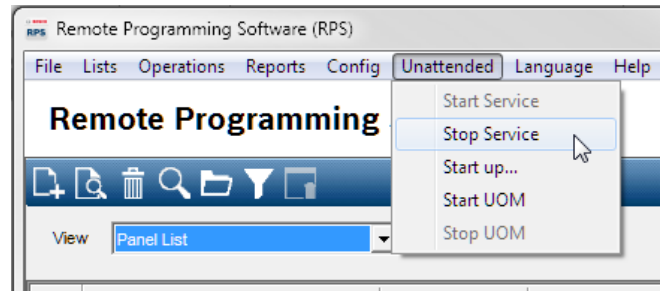 RPS Remote Programming Software (RPS)
File Lists Operations Reports Config Unattended Language Help
Remote Programming
Start Service
Stop Service
Start up...
Start UOM
Stop UOM
View Panel List